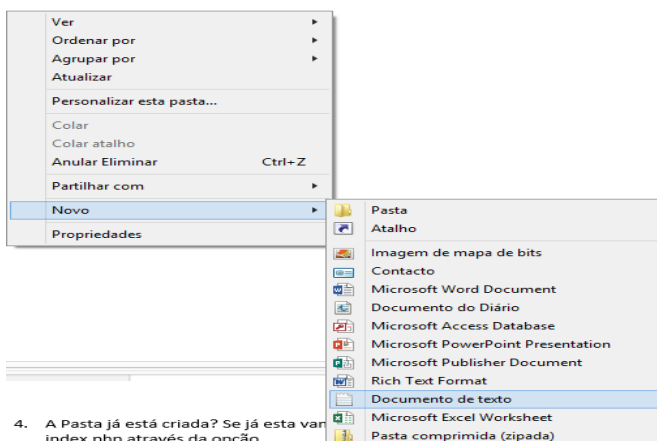 Ver
Ordenar por
Agrupar por
Atualizar
Personalizar esta pasta...
Colar
Colar atalho
Anular Eliminar Ctrl+Z
Partilhar com
Novo
Propriedades
Pasta
Atalho
Imagem de mapa de bits
Contacto
Microsoft Word Document
Documento do Diário
Microsoft Access Database
Microsoft PowerPoint Presentation
Microsoft Publisher Document
Rich Text Format
Documento de texto
Microsoft Excel Worksheet
Pasta comprimida (zipada)
4. A Pasta já está criada? Se já esta
index.php através da opção